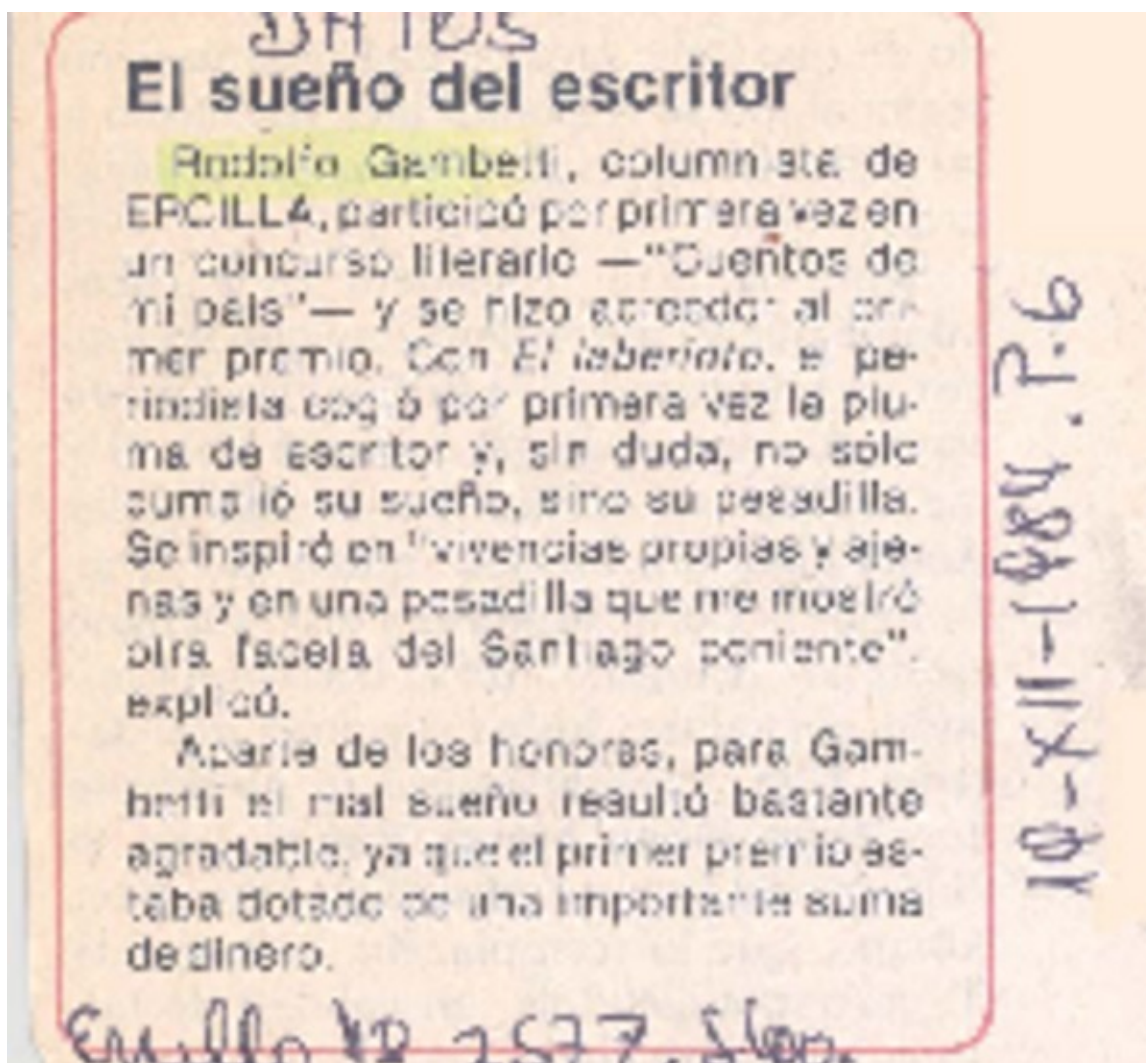 DATOS
El sueño del escritor
Rodolfo Gambetti, columnista de
ERCILLA, participó por primera vez en
un concurso literario —"Cuentos de
mi país"— y se hizo acreedor al pri-
mer premio. Con El laberinto, el pe-
riodista cogió por primera vez la plu-
ma de escritor y, sin duda, no sólo
cumplió su sueño, sino su pesadilla.
Se inspiró en "vivencias propias y aje-
nas y en una pesadilla que me mostró
otra faceta del Santiago poniente",
explicó.
Aparte de los honores, para Gam-
betti el mal sueño resultó bastante
agradable, ya que el primer premio es-
taba dotado de una importante suma
de dinero.
Ercilla 2577.
-XII-1984. P.6